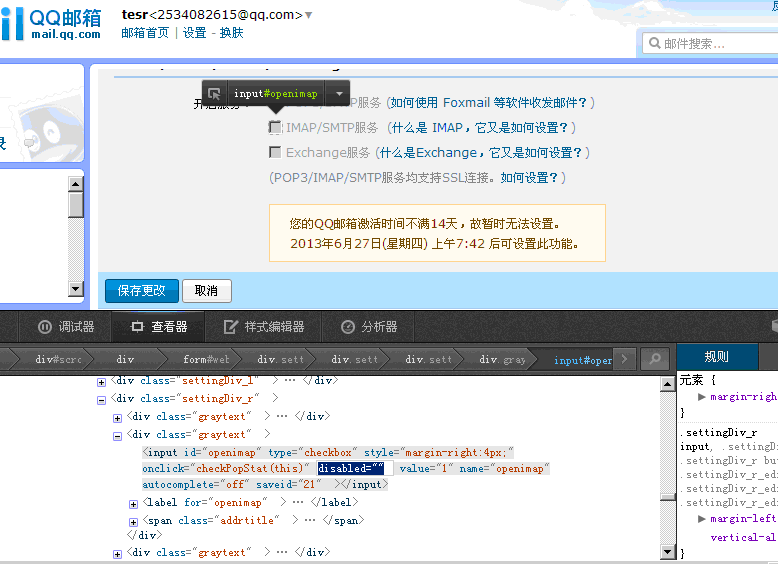 QQ邮箱
mail.qq.com
tesr<2534082615@qq.com>
邮箱首页 | 设置 - 换肤
邮件搜索...
input#openimap
服务 (如何使用 Foxmail 等软件收发邮件?)
IMAP/SMTP服务 (什么是 IMAP,它又是如何设置?)
Exchange服务 (什么是Exchange,它又是如何设置?)
(POP3/IMAP/SMTP服务均支持SSL连接。如何设置?)
您的QQ邮箱激活时间不满14天,故暂时无法设置。
2013年6月27日(星期四) 上午7:42 后可设置此功能。
录
保存更改 取消
调试器 查看器 样式编辑器 分析器
div#scrc div form#web div.sett div.sett div.sett div.gray input#oper
规则
<div class="settingDiv_l" > ... </div>
<div class="settingDiv_r" >
<div class="graytext" > ... </div>
<div class="graytext" >
<input id="openimap" type="checkbox" style="margin-right:4px;"
onclick="checkPopStat(this)" disabled="" value="1" name="openimap"
autocomplete="off" saveid="21" ></input>
<label for="openimap" > ... </label>
<span class="addrtitle" > ... </span>
</div>
<div class="graytext" > ... </div>
元素 {
margin-righ
}
.settingDiv_r
input, .settingDi
.settingDiv_r bu
.settingDiv_r_ed
.settingDiv_r_ed
.settingDiv_r_ed
margin-left
vertical-al
}